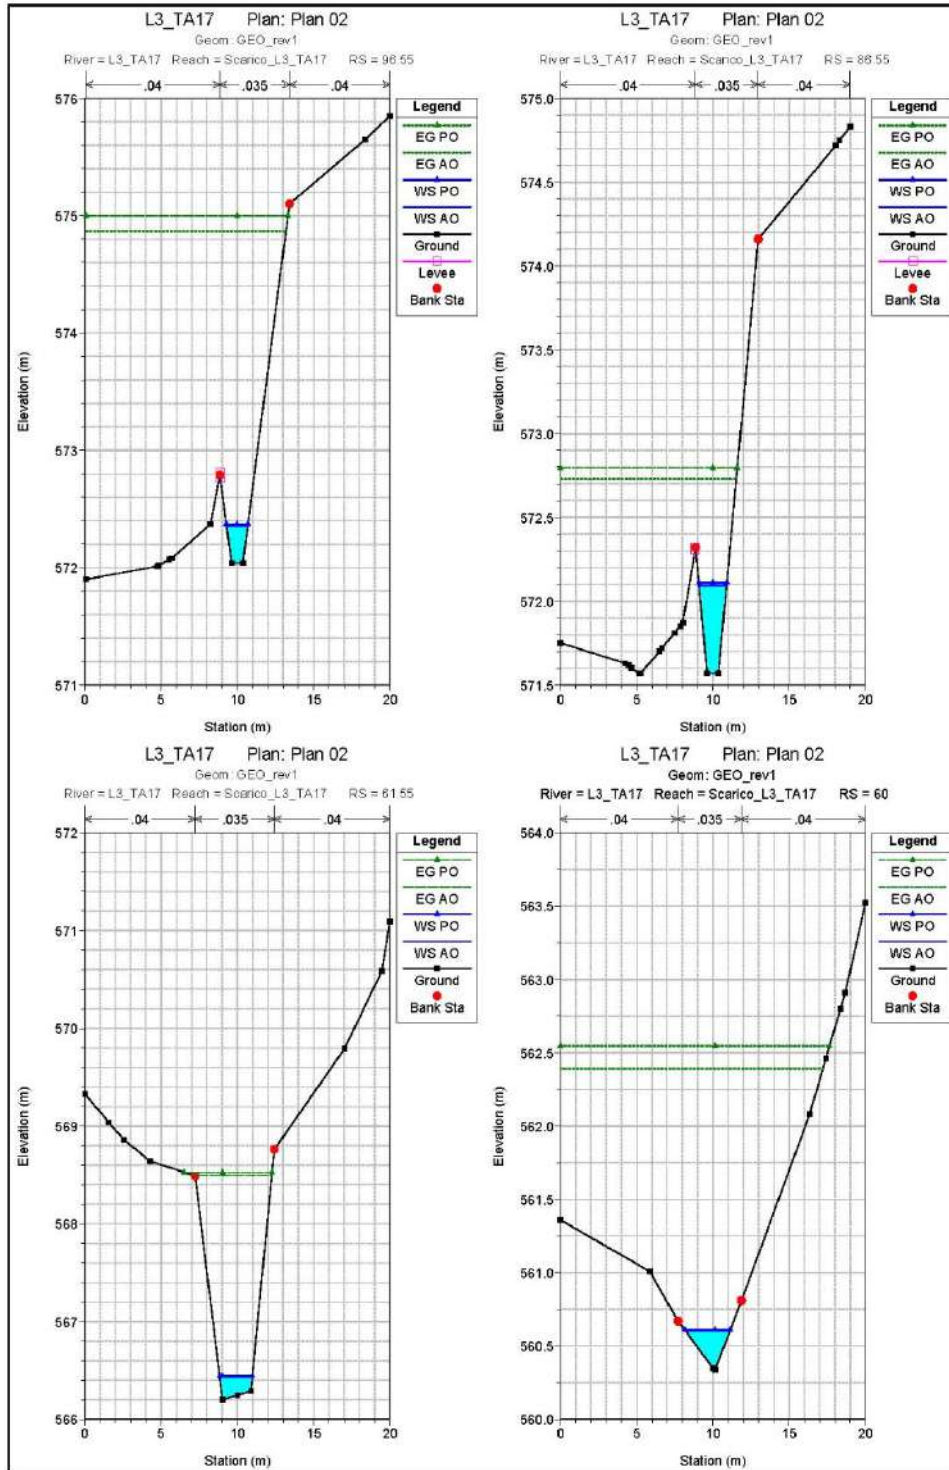 L3_TA17 Plan: Plan 02
Geom: GEO_rev1
River = L3_TA17 Reach = Scarico_L3_TA17 RS = 96.55
.04 .035 .04
576
575
574
573
572
571
Elevation (m)
0 5 10 15 20
Station (m)
Legend
EG PO
EG AO
WS PO
WS AO
Ground
Levee
Bank Sta
L3_TA17 Plan: Plan 02
Geom: GEO_rev1
River = L3_TA17 Reach = Scarico_L3_TA17 RS = 86.55
.04 .035 .04
575.0
574.5
574.0
573.5
573.0
572.5
572.0
571.5
Elevation (m)
0 5 10 15 20
Station (m)
Legend
EG PO
EG AO
WS PO
WS AO
Ground
Levee
Bank Sta
L3_TA17 Plan: Plan 02
Geom: GEO_rev1
River = L3_TA17 Reach = Scarico_L3_TA17 RS = 61.55
.04 .035 .04
572
571
570
569
568
567
566
Elevation (m)
0 5 10 15 20
Station (m)
Legend
EG PO
EG AO
WS PO
WS AO
Ground
Bank Sta
L3_TA17 Plan: Plan 02
Geom: GEO_rev1
River = L3_TA17 Reach = Scarico_L3_TA17 RS = 60
.04 .035 .04
564.0
563.5
563.0
562.5
562.0
561.5
561.0
560.5
560.0
Elevation (m)
0 5 10 15 20
Station (m)
Legend
EG PO
EG AO
WS PO
WS AO
Ground
Bank Sta